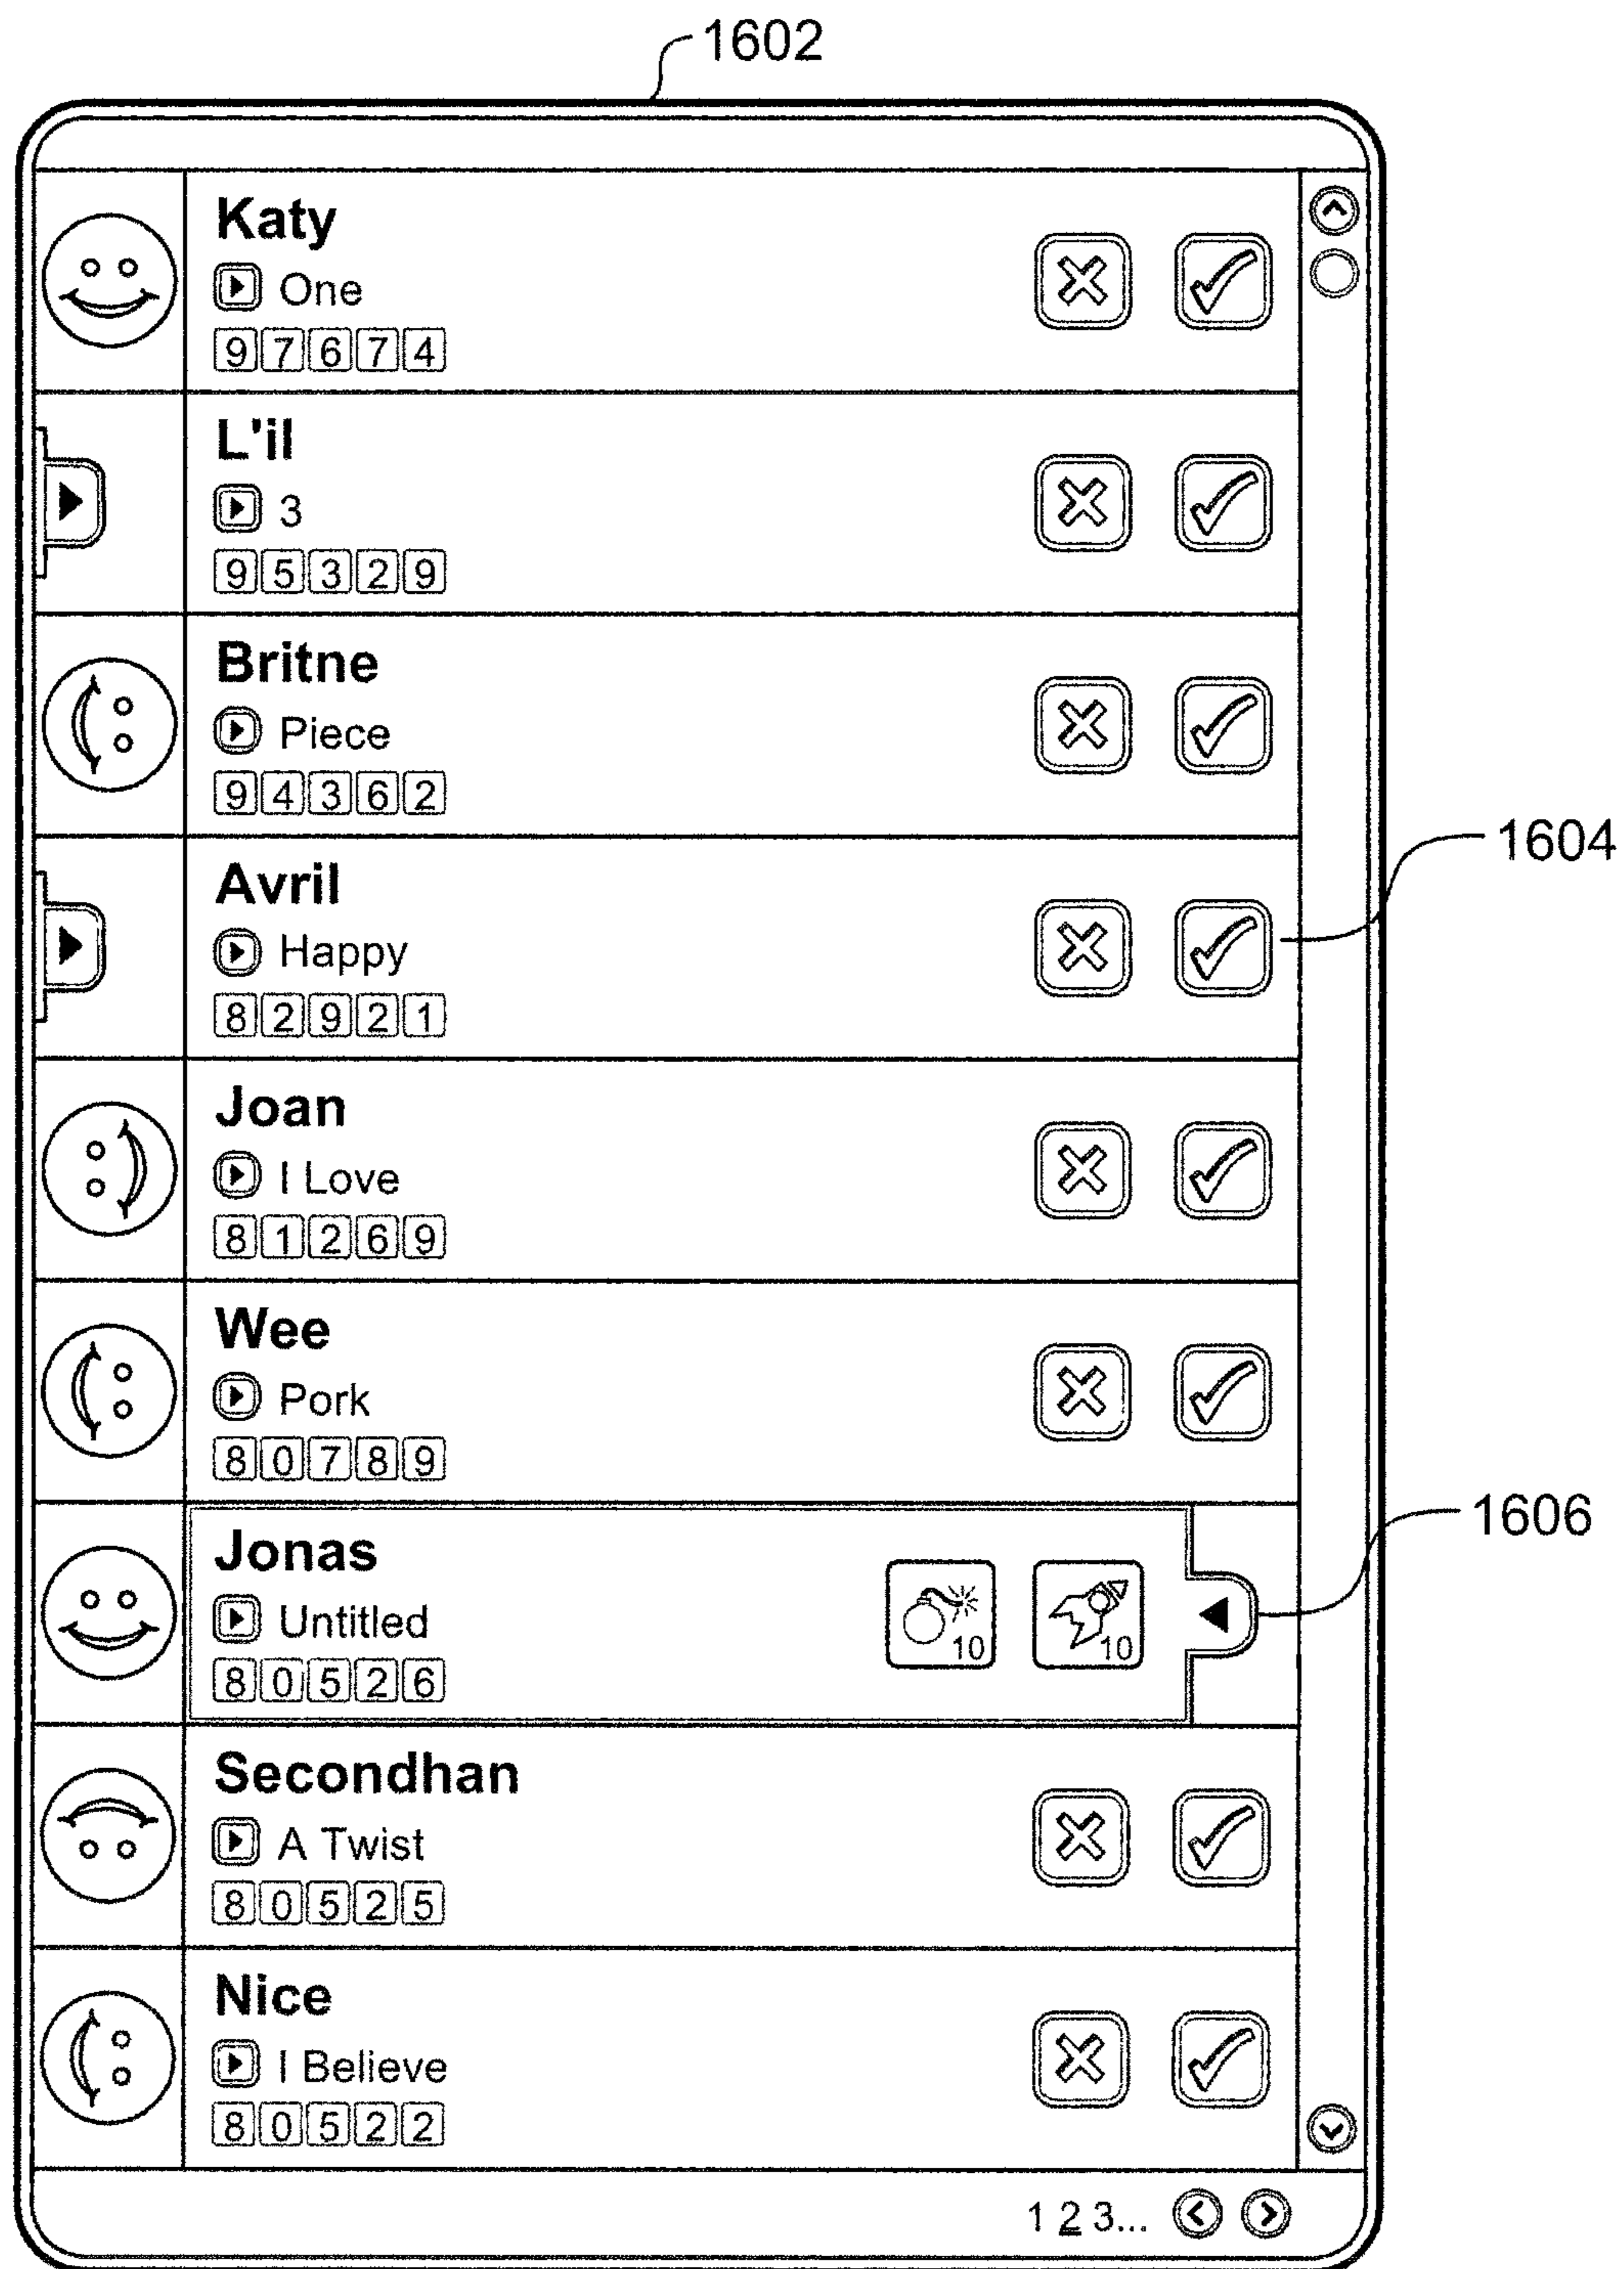 1602
Katy
One
97674
L'il
3
95329
Britne
Piece
94362
1604
Avril
Happy
82921
Joan
I Love
81269
Wee
Pork
80789
1606
Jonas
Untitled
10 10
80526
Secondhan
A Twist
80525
Nice
I Believe
80522
1 2 3...